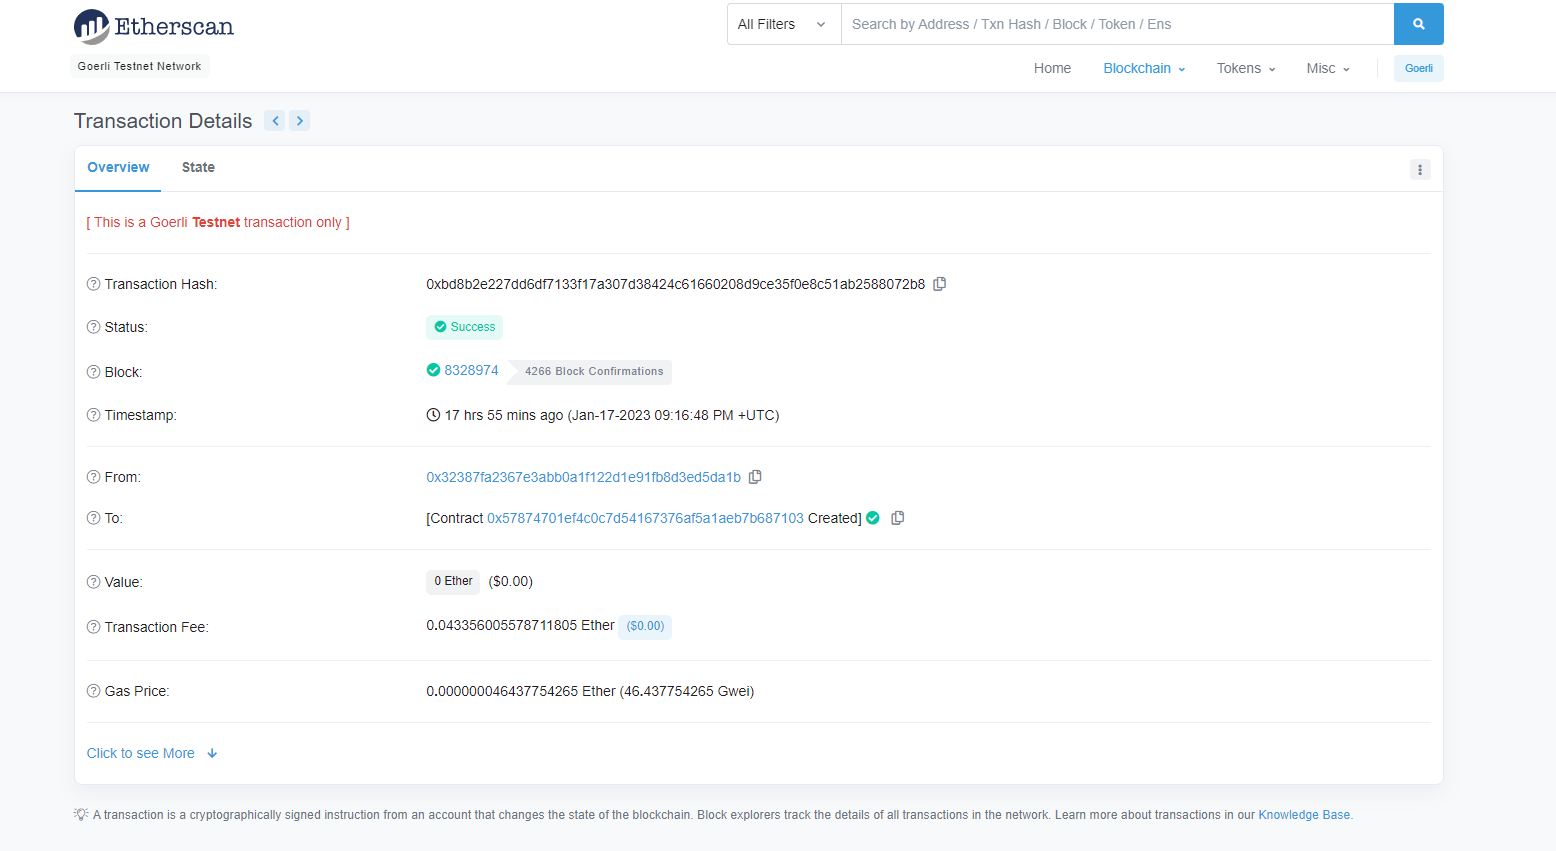 Etherscan
All Filters
Search by Address / Txn Hash / Block / Token / Ens
Goerli Testnet Network
Home
Blockchain
Tokens
Misc
Goerli
Transaction Details
Overview
State
[ This is a Goerli Testnet transaction only ]
Transaction Hash:
0xbd8b2e227dd6df7133f17a307d38424c61660208d9ce35f0e8c51ab2588072b8
Status:
Success
Block:
8328974
4266 Block Confirmations
Timestamp:
17 hrs 55 mins ago (Jan-17-2023 09:16:48 PM +UTC)
From:
0x32387fa2367e3abb0a1f122d1e91fb8d3ed5da1b
To:
[Contract 0x57874701ef4c0c7d54167376af5a1aeb7b687103 Created]
Value:
0 Ether ($0.00)
Transaction Fee:
0.043356005578711805 Ether ($0.00)
Gas Price:
0.000000046437754265 Ether (46.437754265 Gwei)
Click to see More
A transaction is a cryptographically signed instruction from an account that changes the state of the blockchain. Block explorers track the details of all transactions in the network. Learn more about transactions in our Knowledge Base.